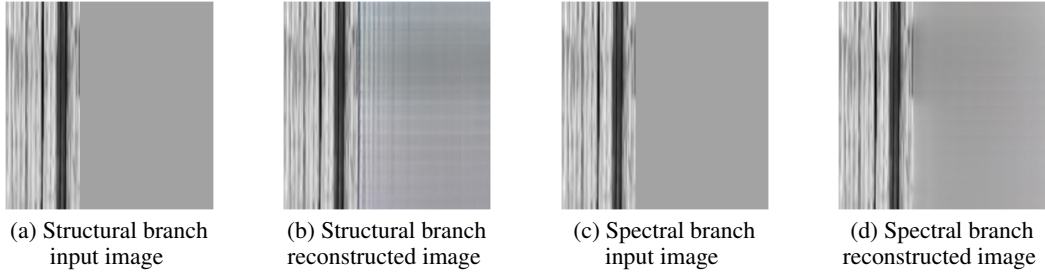 (a) Structural branch
input image
(b) Structural branch
reconstructed image
(c) Spectral branch
input image
(d) Spectral branch
reconstructed image